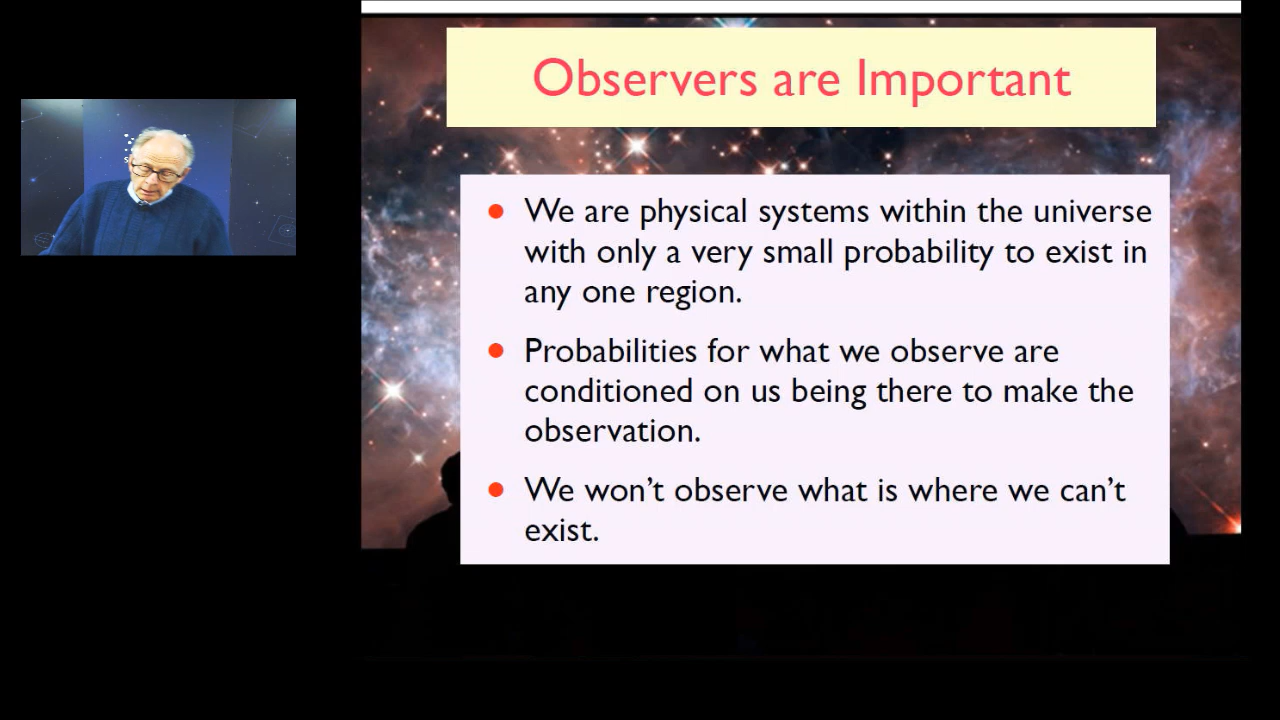 Observers are Important
• We are physical systems within the universe
with only a very small probability to exist in
any one region.
• Probabilities for what we observe are
conditioned on us being there to make the
observation.
• We won't observe what is where we can't
exist.